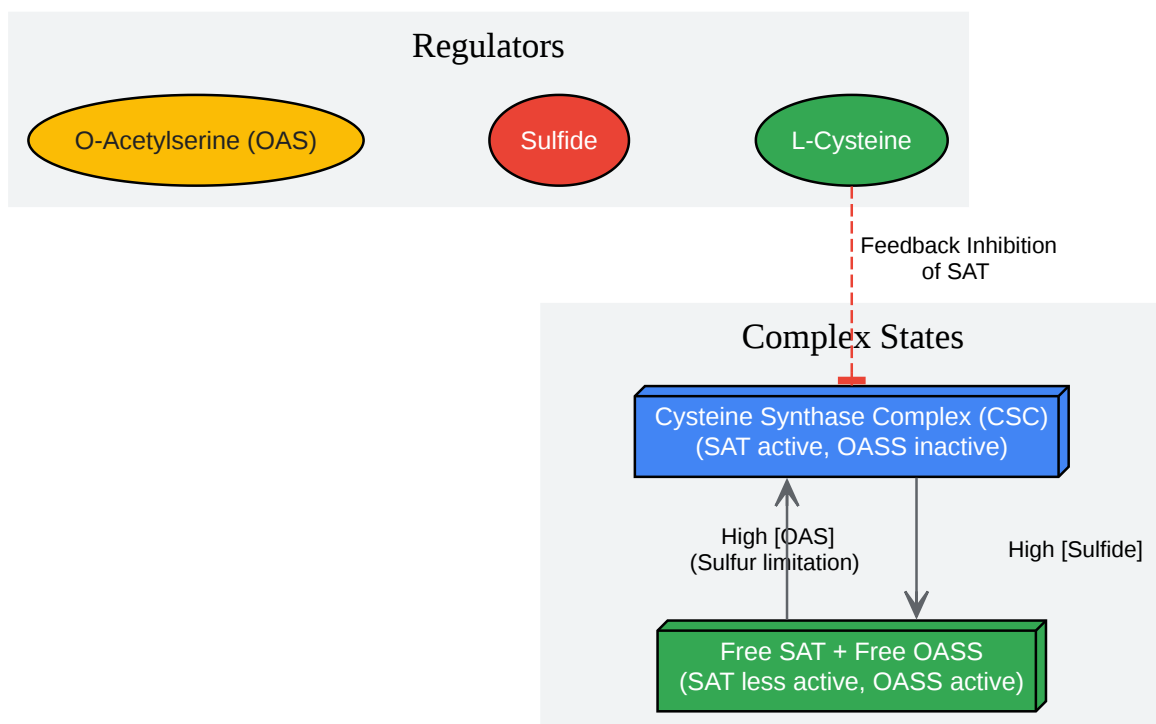 Regulators
O-Acetylserine (OAS)
Sulfide
L-Cysteine
Feedback Inhibition
of SAT
Complex States
Cysteine Synthase Complex (CSC)
(SAT active, OASS inactive)
High [OAS]
(Sulfur limitation)
High [Sulfide]
Free SAT + Free OASS
(SAT less active, OASS active)